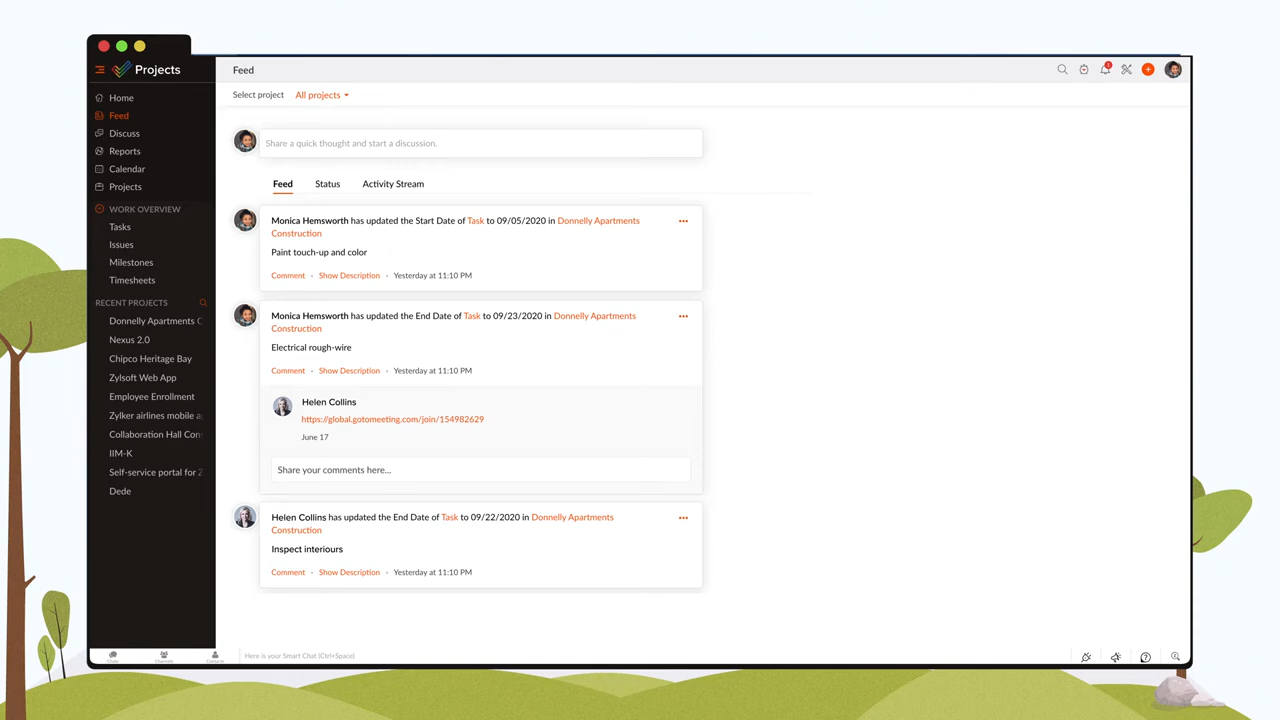 Projects
Home
Feed
Discuss
Reports
Calendar
Projects
WORK OVERVIEW
Tasks
Issues
Milestones
Timesheets
RECENT PROJECTS
Donnelly Apartments C
Nexus 2.0
Chipco Heritage Bay
Zylsoft Web App
Employee Enrollment
Zylker airlines mobile a
Collaboration Hall Con
IIM-K
Self-service portal for Z
Dede
Chats
Channels
Contacts
Feed
1
Select project All projects
Share a quick thought and start a discussion.
Feed Status Activity Stream
Monica Hemsworth has updated the Start Date of Task to 09/05/2020 in Donnelly Apartments
Construction
Paint touch-up and color
Comment · Show Description · Yesterday at 11:10 PM
Monica Hemsworth has updated the End Date of Task to 09/23/2020 in Donnelly Apartments
Construction
Electrical rough-wire
Comment · Show Description · Yesterday at 11:10 PM
Helen Collins
https://global.gotomeeting.com/join/154982629
June 17
Share your comments here...
Helen Collins has updated the End Date of Task to 09/22/2020 in Donnelly Apartments
Construction
Inspect interiours
Comment · Show Description · Yesterday at 11:10 PM
Here is your Smart Chat (Ctrl+Space)